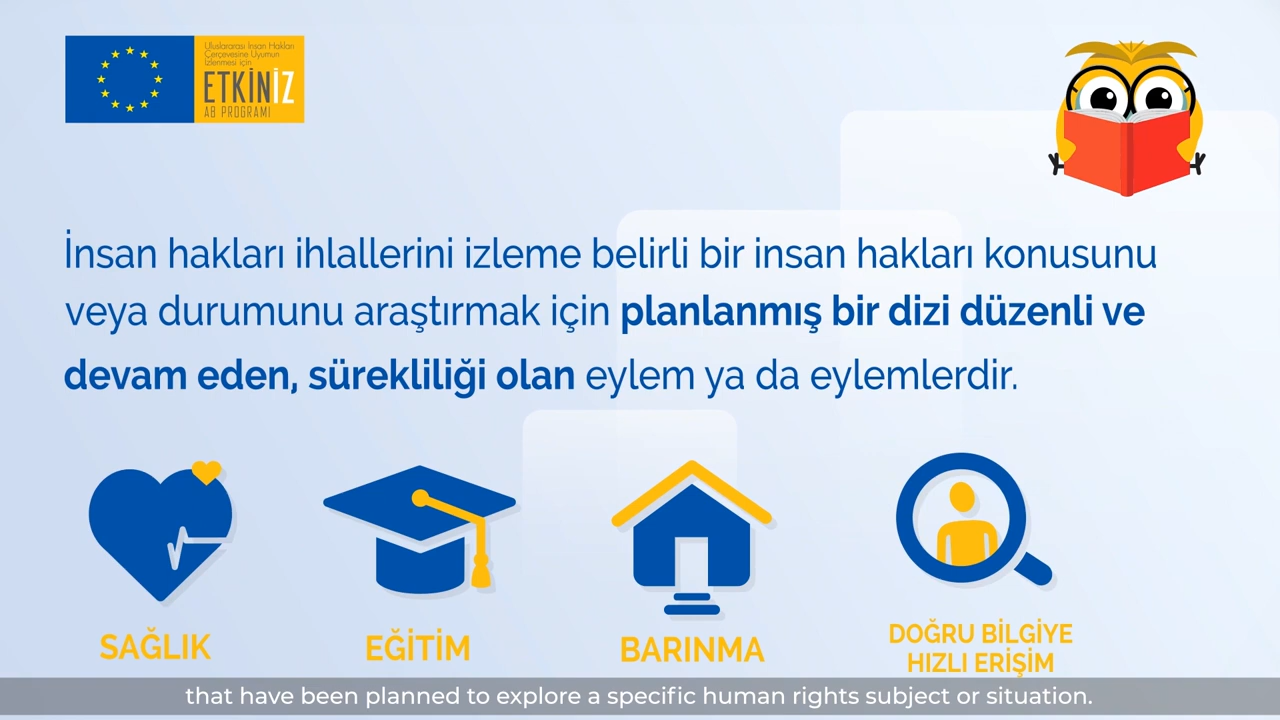 Uluslararası İnsan Hakları
Çerçevesine Uyumun
İzlenmesi için
ETKİNİZ
AB PROGRAMI
İnsan hakları ihlallerini izleme belirli bir insan hakları konusunu
veya durumunu araştırmak için planlanmış bir dizi düzenli ve
devam eden, sürekliliği olan eylem ya da eylemlerdir.
SAĞLIK
EĞİTİM
BARINMA
DOĞRU BİLGİYE
HIZLI ERİŞİM
that have been planned to explore a specific human rights subject or situation.